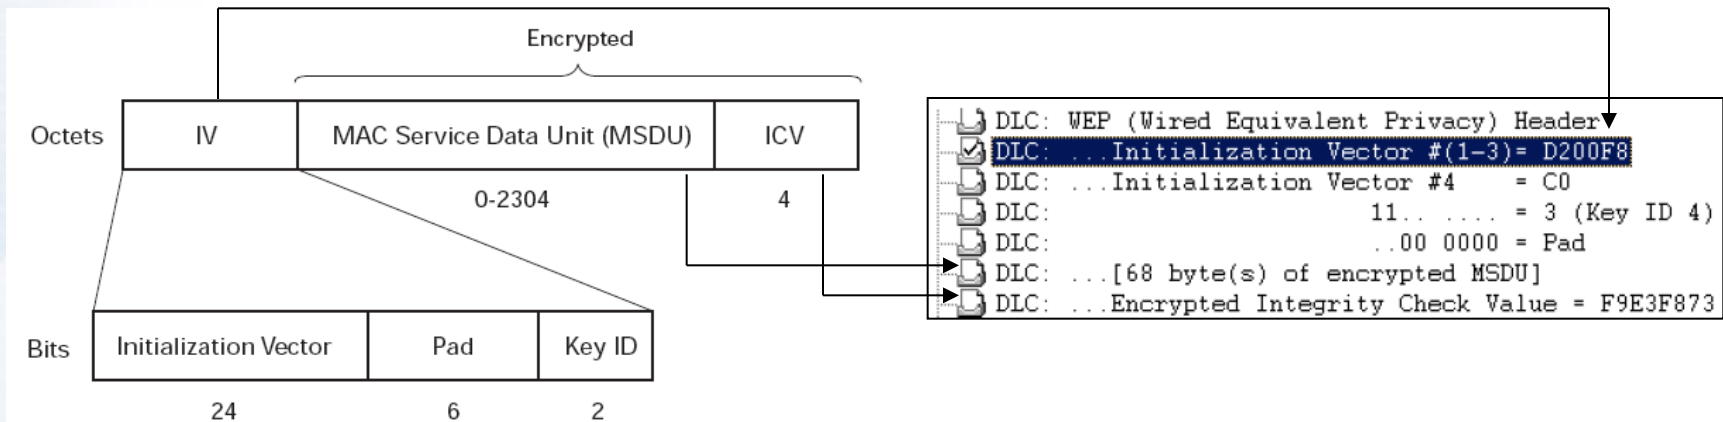 Encrypted
Octets IV MAC Service Data Unit (MSDU) ICV
0-2304 4
Bits Initialization Vector Pad Key ID
24 6 2
DLC: WEP (Wired Equivalent Privacy) Header
DLC: ...Initialization Vector #(1-3)= D200F8
DLC: ...Initialization Vector #4 = C0
DLC: 11.. .... = 3 (Key ID 4)
DLC: ..00 0000 = Pad
DLC: ...[68 byte(s) of encrypted MSDU]
DLC: ...Encrypted Integrity Check Value = F9E3F873